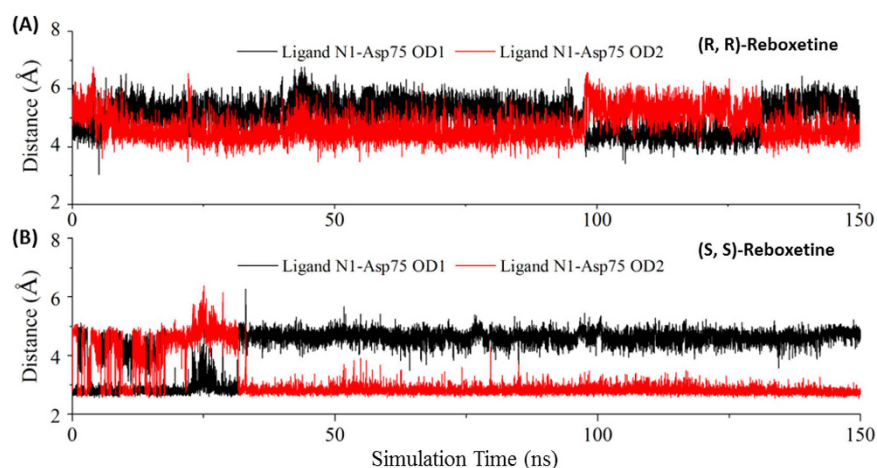 (A)
8
Ligand N1-Asp75 OD1
Ligand N1-Asp75 OD2
(R, R)-Reboxetine
6
4
2
Distance (Å)
0
50
100
150
(B)
8
Ligand N1-Asp75 OD1
Ligand N1-Asp75 OD2
(S, S)-Reboxetine
6
4
2
Distance (Å)
0
50
100
150
Simulation Time (ns)